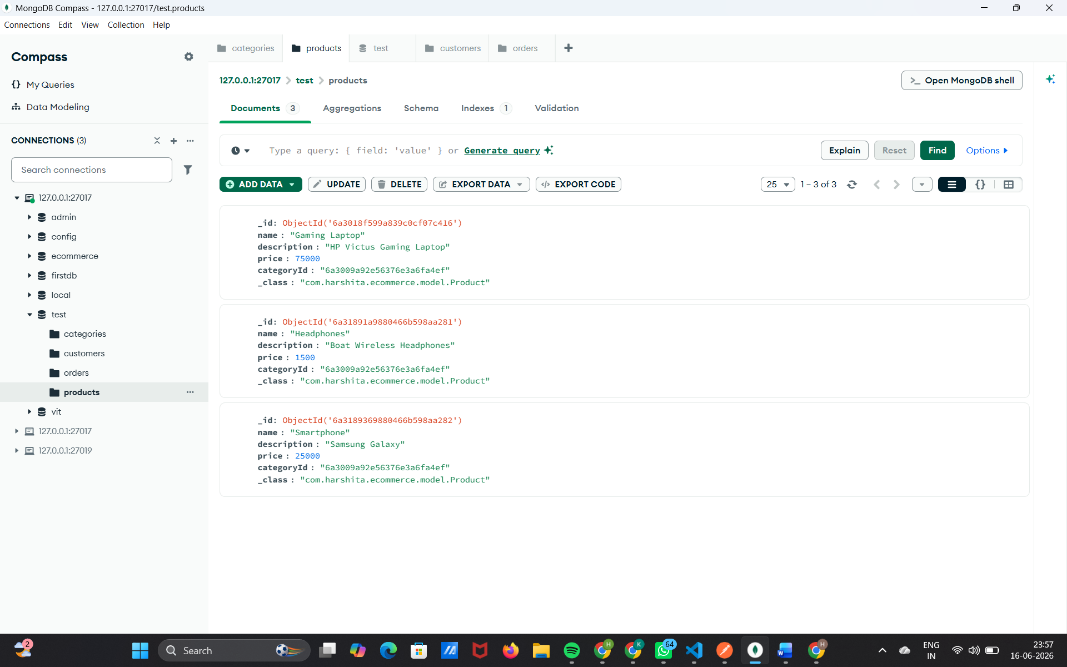 MongoDB Compass - 127.0.0.1:27017/test.products
Connections Edit View Collection Help
Compass
My Queries
Data Modeling
CONNECTIONS (3)
Search connections
127.0.0.1:27017
admin
config
ecommerce
firstdb
local
test
categories
customers
orders
products
vit
127.0.0.1:27017
127.0.0.1:27019
categories products test customers orders
127.0.0.1:27017 > test > products
>_ Open MongoDB shell
Documents 3 Aggregations Schema Indexes 1 Validation
Type a query: { field: 'value' } or Generate query
Explain Reset Find Options
ADD DATA UPDATE DELETE EXPORT DATA EXPORT CODE
25 1 – 3 of 3
_id: ObjectId('6a3018f599a839c0cf07c416')
name : "Gaming Laptop"
description : "HP Victus Gaming Laptop"
price : 75000
categoryId : "6a3009a92e56376e3a6fa4ef"
_class : "com.harshita.ecommerce.model.Product"
_id: ObjectId('6a31891a9880466b598aa281')
name : "Headphones"
description : "Boat Wireless Headphones"
price : 1500
categoryId : "6a3009a92e56376e3a6fa4ef"
_class : "com.harshita.ecommerce.model.Product"
_id: ObjectId('6a3189369880466b598aa282')
name : "Smartphone"
description : "Samsung Galaxy"
price : 25000
categoryId : "6a3009a92e56376e3a6fa4ef"
_class : "com.harshita.ecommerce.model.Product"
2
Search
64
ENG
IN
23:57
16-06-2026